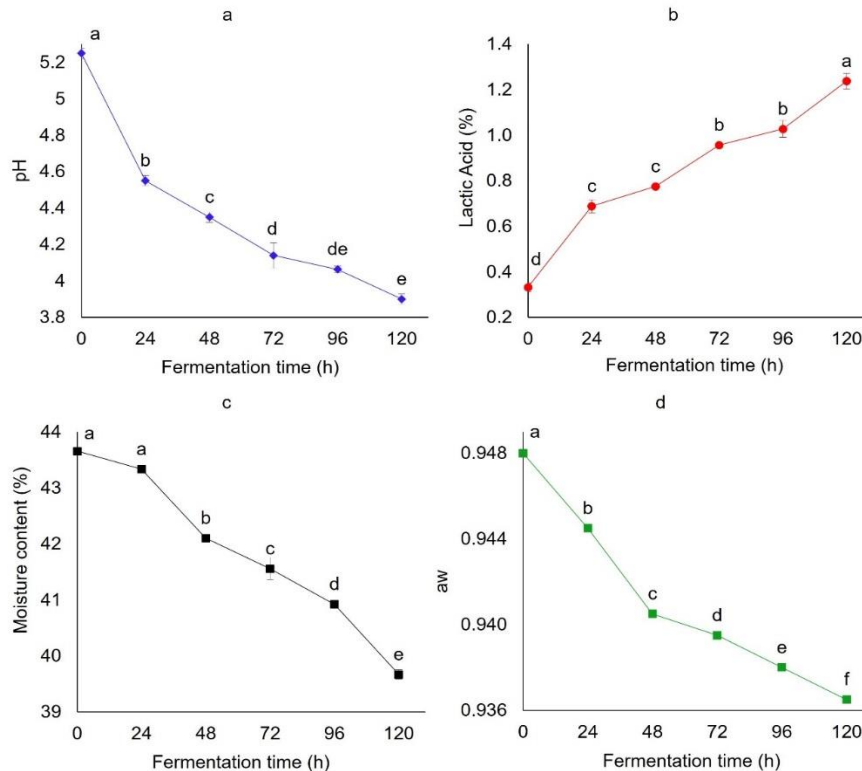 a
5.2
5
4.8
4.6
4.4
4.2
4
3.8
pH
a
b
c
d
de
e
0 24 48 72 96 120
Fermentation time (h)
b
1.4
1.2
1.0
0.8
0.6
0.4
0.2
Lactic Acid (%)
d
c
c
b
b
a
0 24 48 72 96 120
Fermentation time (h)
c
44
43
42
41
40
39
Moisture content (%)
a
a
b
c
d
e
0 24 48 72 96 120
Fermentation time (h)
d
0.948
0.944
0.940
0.936
aw
a
b
c
d
e
f
0 24 48 72 96 120
Fermentation time (h)